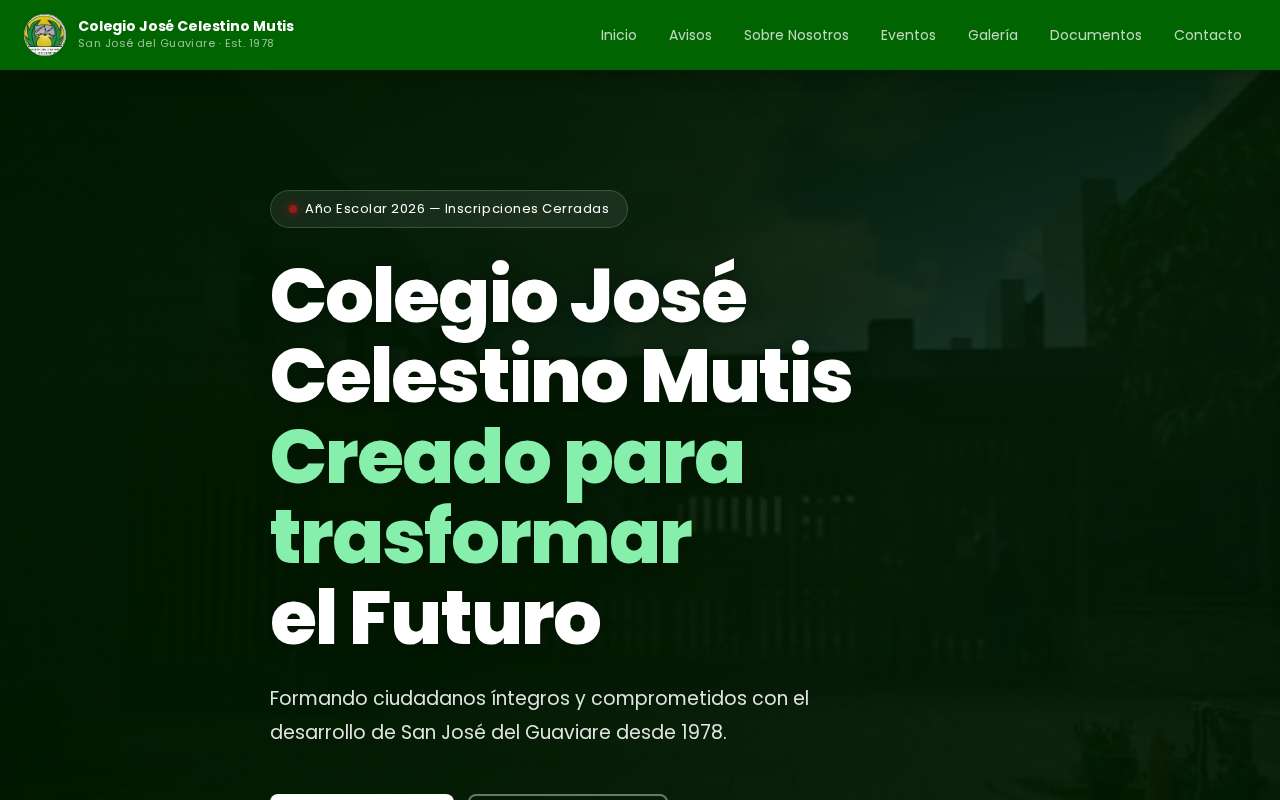 Colegio José Celestino Mutis
San José del Guaviare · Est. 1978
Inicio
Avisos
Sobre Nosotros
Eventos
Galería
Documentos
Contacto
Año Escolar 2026 — Inscripciones Cerradas
Colegio José
Celestino Mutis
Creado para
trasformar
el Futuro
Formando ciudadanos íntegros y comprometidos con el
desarrollo de San José del Guaviare desde 1978.